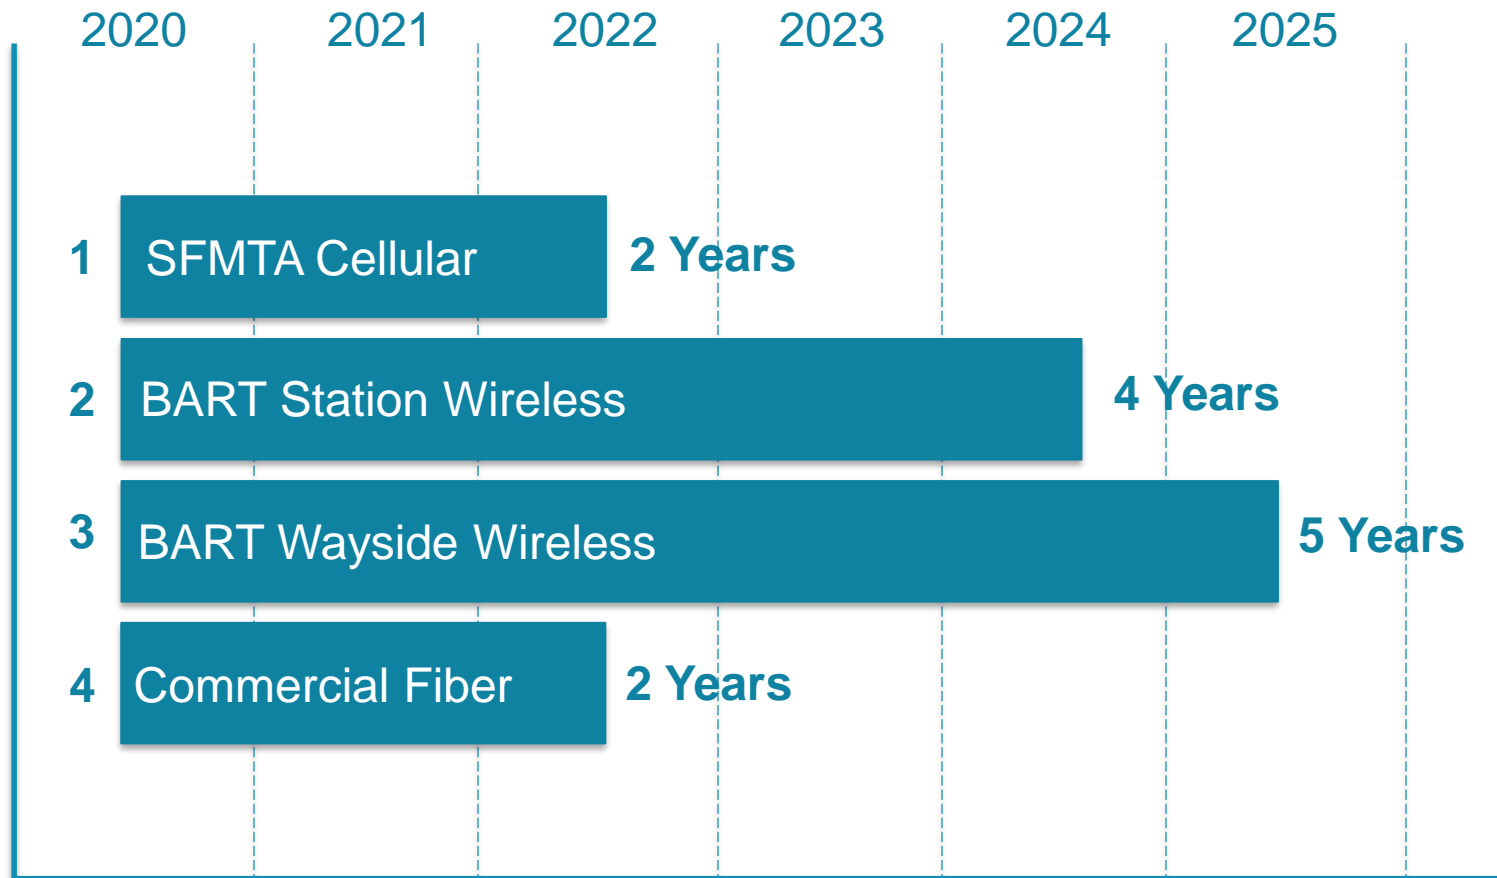 2020 2021 2022 2023 2024 2025
1 SFMTA Cellular 2 Years
2 BART Station Wireless 4 Years
3 BART Wayside Wireless 5 Years
4 Commercial Fiber 2 Years